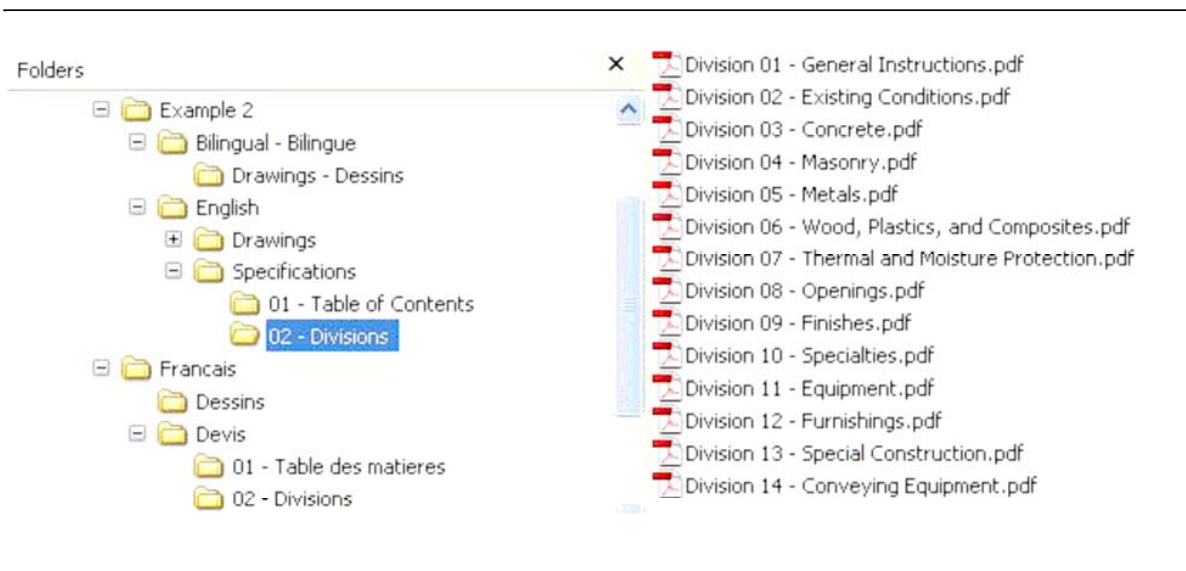 Folders
Example 2
Bilingual - Bilingue
Drawings - Dessins
English
Drawings
Specifications
01 - Table of Contents
02 - Divisions
Francais
Dessins
Devis
01 - Table des matieres
02 - Divisions
Division 01 - General Instructions.pdf
Division 02 - Existing Conditions.pdf
Division 03 - Concrete.pdf
Division 04 - Masonry.pdf
Division 05 - Metals.pdf
Division 06 - Wood, Plastics, and Composites.pdf
Division 07 - Thermal and Moisture Protection.pdf
Division 08 - Openings.pdf
Division 09 - Finishes.pdf
Division 10 - Specialties.pdf
Division 11 - Equipment.pdf
Division 12 - Furnishings.pdf
Division 13 - Special Construction.pdf
Division 14 - Conveying Equipment.pdf